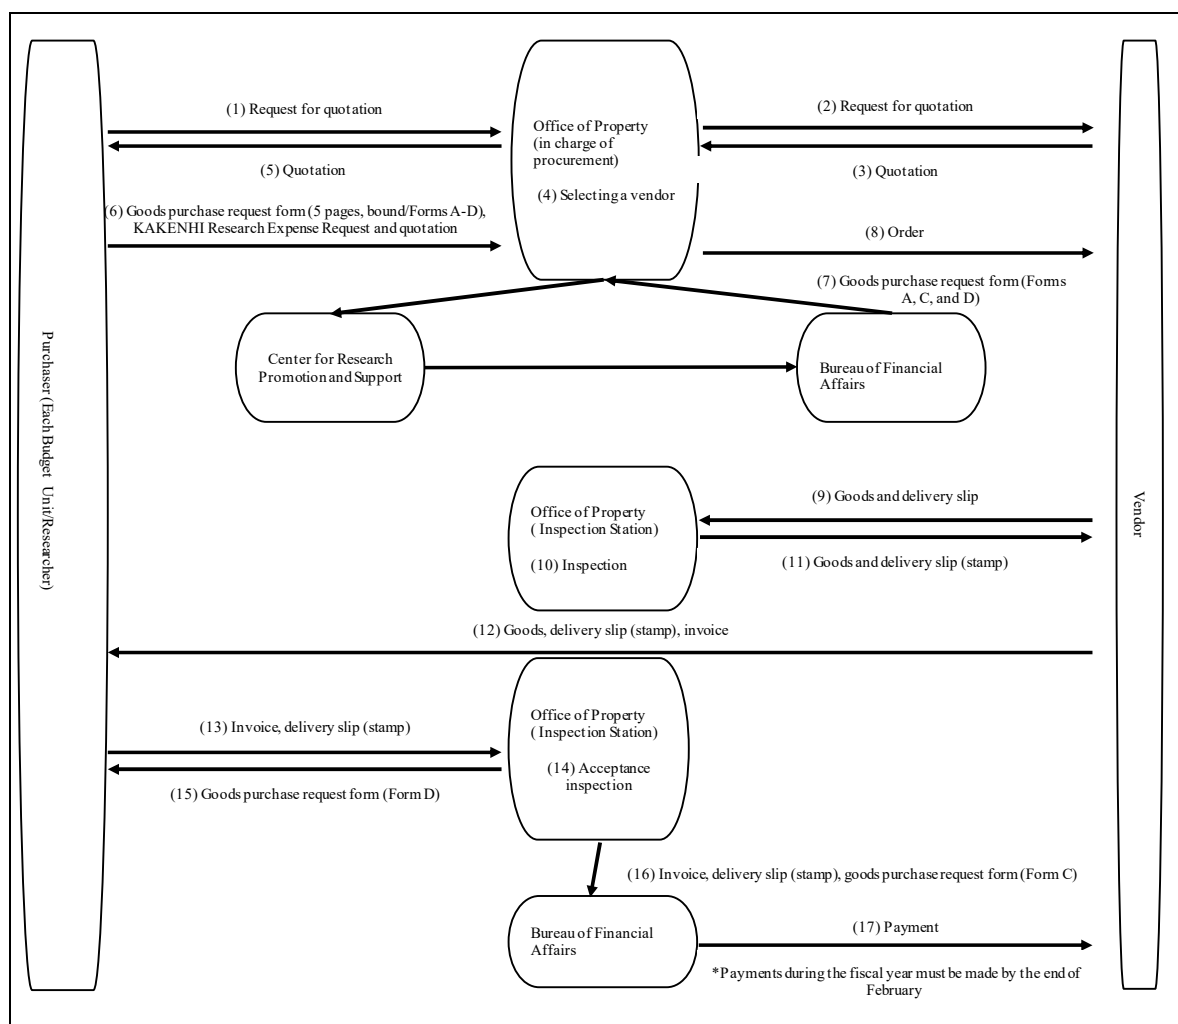 (1) Request for quotation
(2) Request for quotation
Office of Property
(in charge of
procurement)
(5) Quotation
(3) Quotation
(4) Selecting a vendor
(6) Goods purchase request form (5 pages, bound/Forms A-D),
KAKENHI Research Expense Request and quotation
(8) Order
(7) Goods purchase request form (Forms
A, C, and D)
Purchaser (Each Budget Unit/Researcher)
Center for Research
Promotion and Support
Bureau of Financial
Affairs
Vendor
(9) Goods and delivery slip
Office of Property
( Inspection Station)
(10) Inspection
(11) Goods and delivery slip (stamp)
(12) Goods, delivery slip (stamp), invoice
Office of Property
( Inspection Station)
(13) Invoice, delivery slip (stamp)
(14) Acceptance
inspection
(15) Goods purchase request form (Form D)
(16) Invoice, delivery slip (stamp), goods purchase request form (Form C)
Bureau of Financial
Affairs
(17) Payment
*Payments during the fiscal year must be made by the end of
February